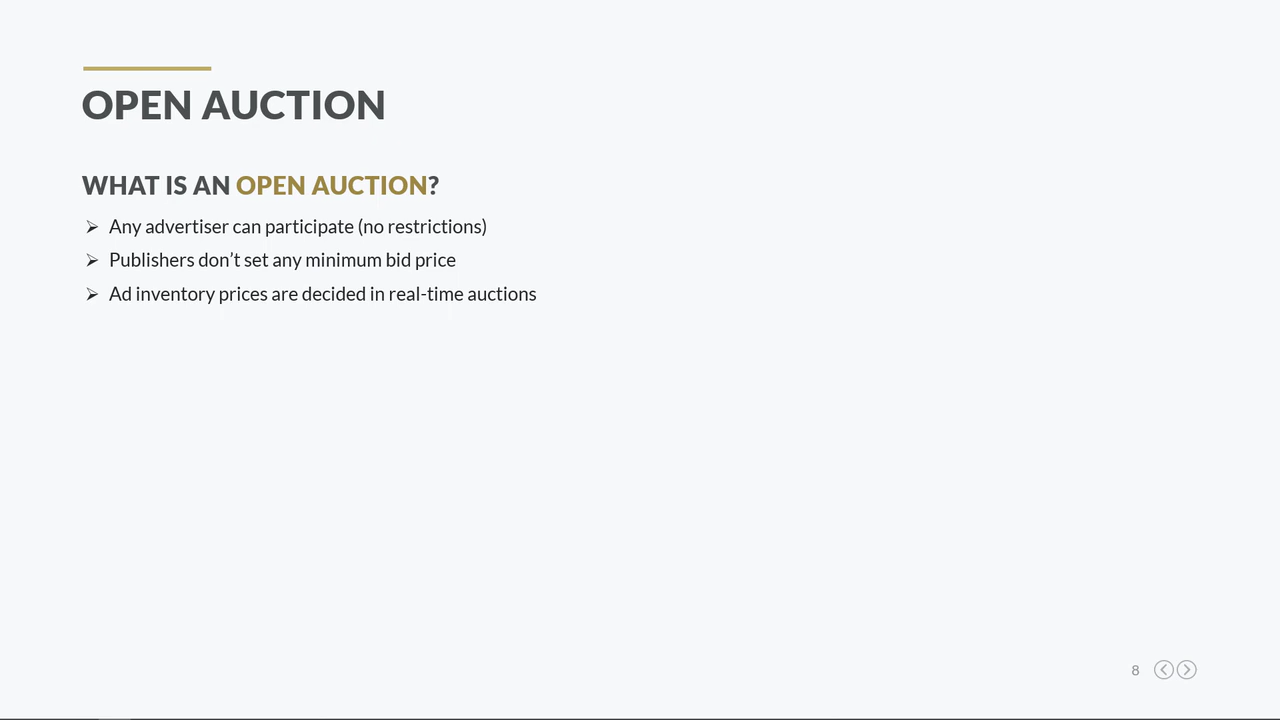 OPEN AUCTION
WHAT IS AN OPEN AUCTION?
➢ Any advertiser can participate (no restrictions)
➢ Publishers don’t set any minimum bid price
➢ Ad inventory prices are decided in real-time auctions
8